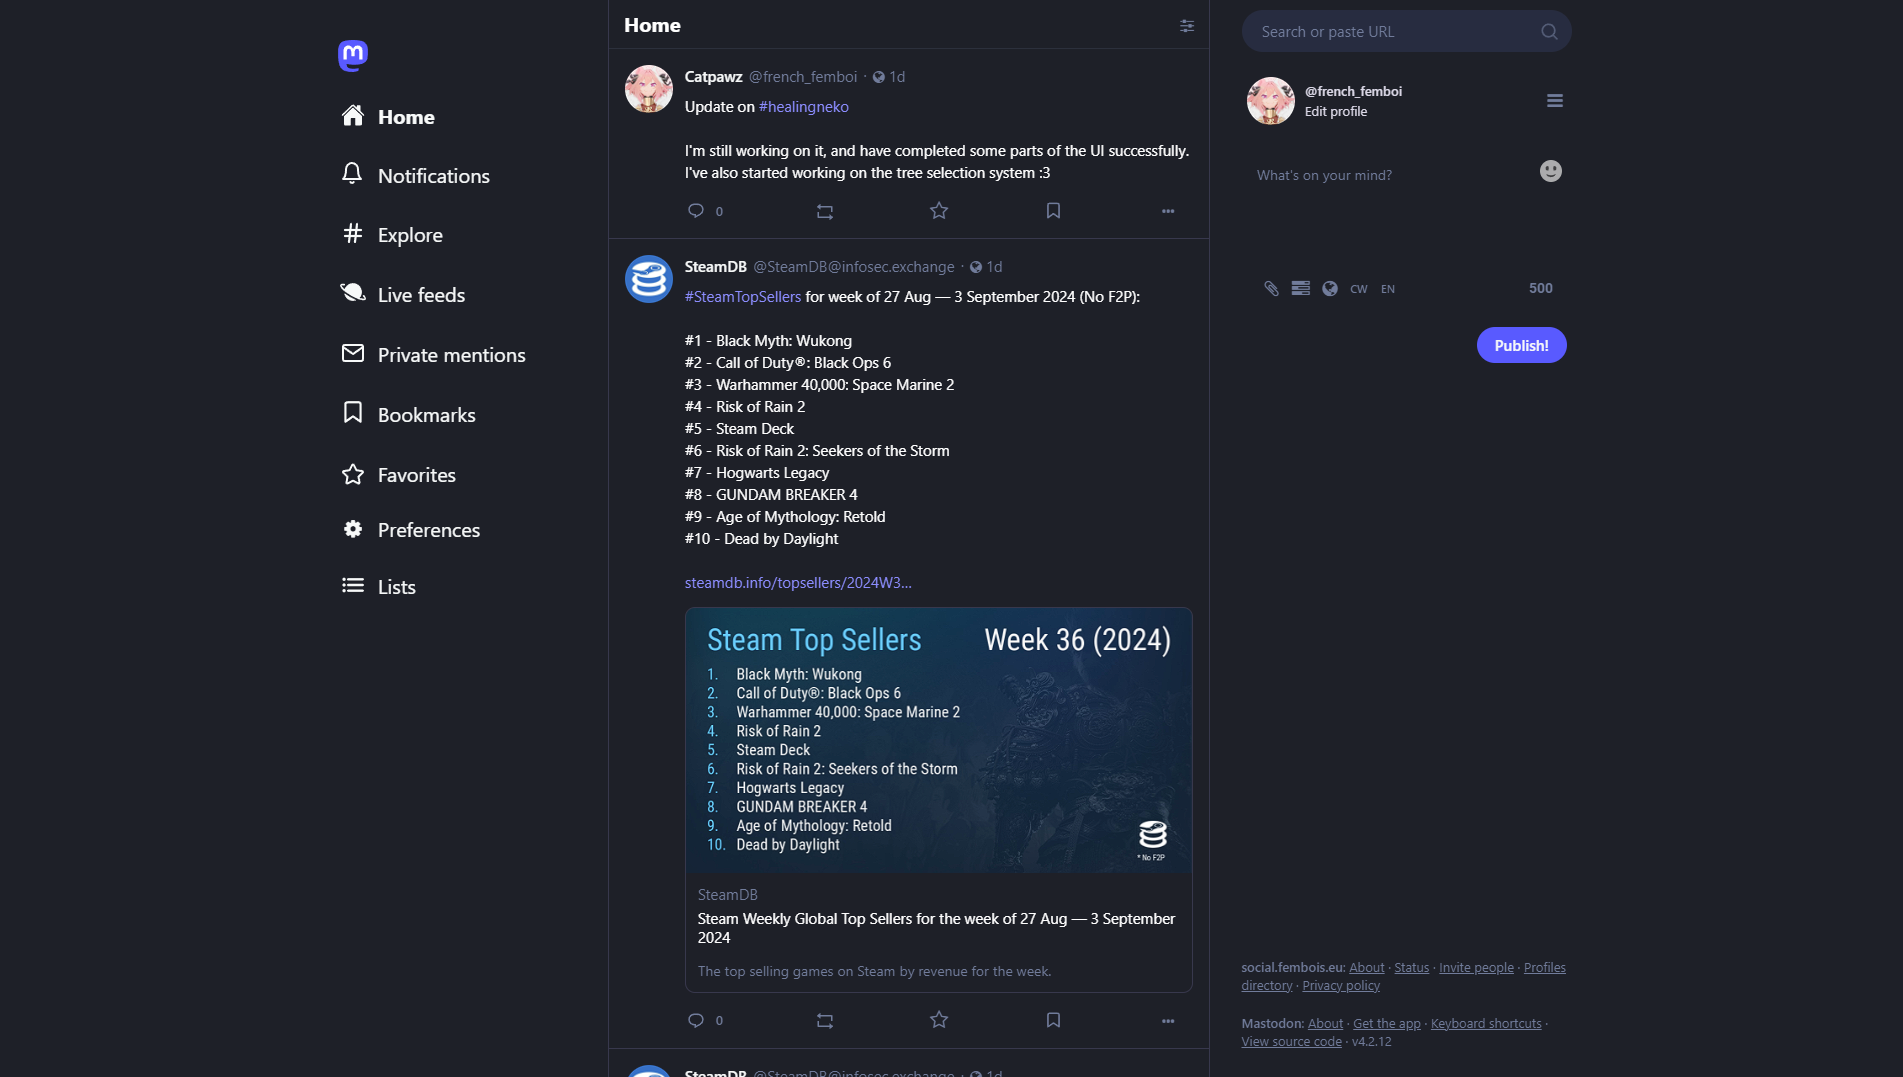 Home
Notifications
Explore
Live feeds
Private mentions
Bookmarks
Favorites
Preferences
Lists
Home
Catpawz @french_femboi · 1d
Update on #healingneko
I'm still working on it, and have completed some parts of the UI successfully.
I've also started working on the tree selection system :3
0
SteamDB @SteamDB@infosec.exchange · 1d
#SteamTopSellers for week of 27 Aug — 3 September 2024 (No F2P):
#1 - Black Myth: Wukong
#2 - Call of Duty®: Black Ops 6
#3 - Warhammer 40,000: Space Marine 2
#4 - Risk of Rain 2
#5 - Steam Deck
#6 - Risk of Rain 2: Seekers of the Storm
#7 - Hogwarts Legacy
#8 - GUNDAM BREAKER 4
#9 - Age of Mythology: Retold
#10 - Dead by Daylight
steamdb.info/topsellers/2024W3…
Steam Top Sellers Week 36 (2024)
1. Black Myth: Wukong
2. Call of Duty®: Black Ops 6
3. Warhammer 40,000: Space Marine 2
4. Risk of Rain 2
5. Steam Deck
6. Risk of Rain 2: Seekers of the Storm
7. Hogwarts Legacy
8. GUNDAM BREAKER 4
9. Age of Mythology: Retold
10. Dead by Daylight
* No F2P
SteamDB
Steam Weekly Global Top Sellers for the week of 27 Aug — 3 September
2024
The top selling games on Steam by revenue for the week.
0
SteamDB @SteamDB@infosec.exchange · 1d
Search or paste URL
@french_femboi
Edit profile
What's on your mind?
CW EN 500
Publish!
social.fembois.eu: About · Status · Invite people · Profiles
directory · Privacy policy
Mastodon: About · Get the app · Keyboard shortcuts ·
View source code · v4.2.12